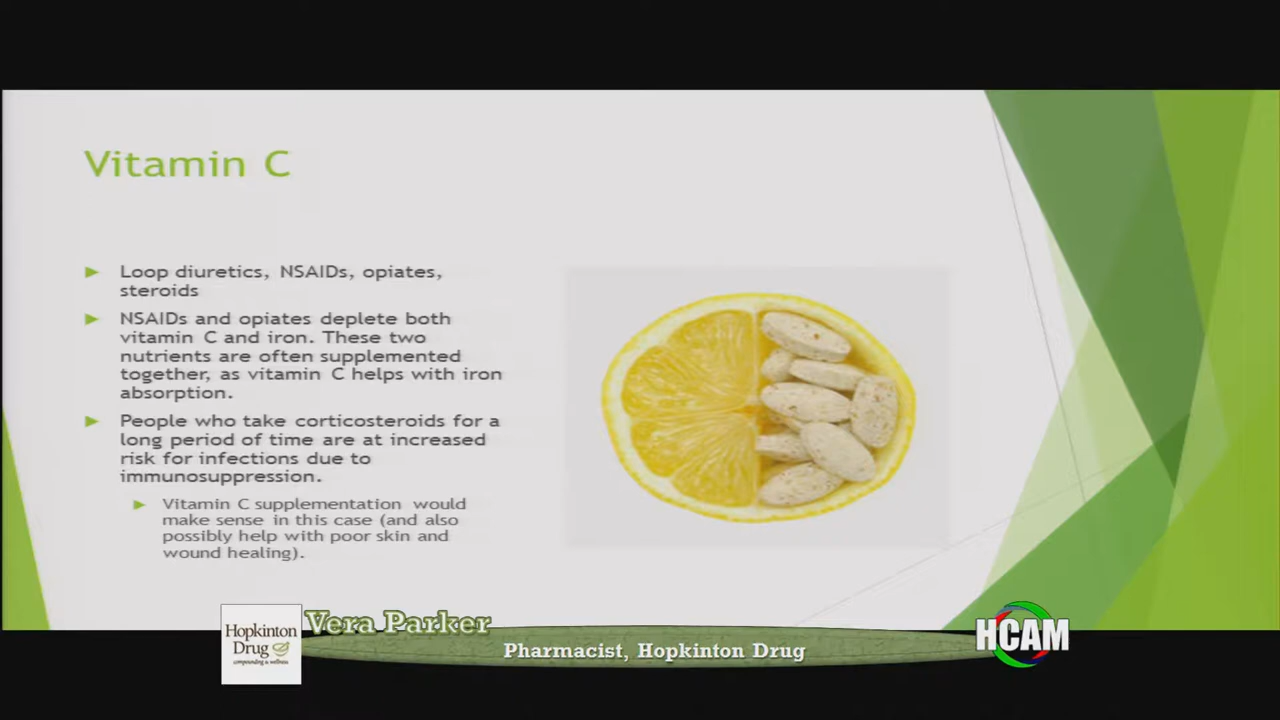 Vitamin C
Loop diuretics, NSAIDs, opiates,
steroids
NSAIDs and opiates deplete both
vitamin C and iron. These two
nutrients are often supplemented
together, as vitamin C helps with iron
absorption.
People who take corticosteroids for a
long period of time are at increased
risk for infections due to
immunosuppression.
Vitamin C supplementation would
make sense in this case (and also
possibly help with poor skin and
wound healing).
Hopkinton
Drug
compounding & wellness
Vera Parker
Pharmacist, Hopkinton Drug
HCAM